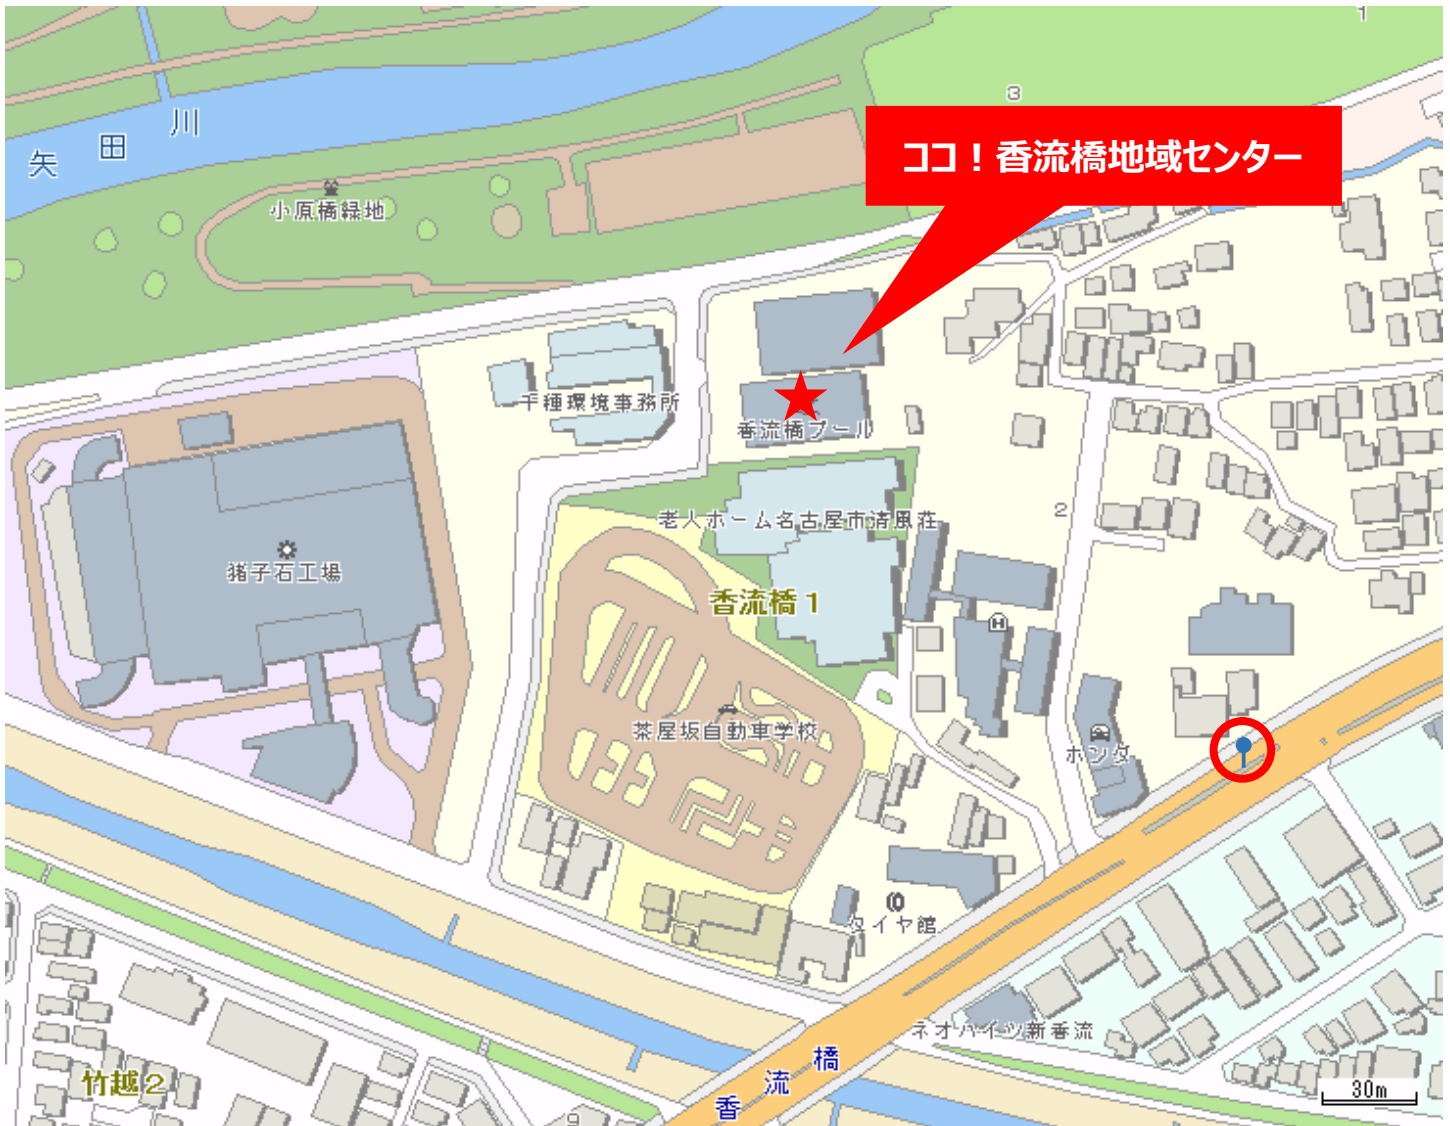 1
3
ココ！香流橋地域センター
矢田川
小原橋緑地
千種環境事務所
香流橋プール
老人ホーム名古屋市清風荘
2
猪子石工場
香流橋１
H
茶屋坂自動車学校
ホンダ
タイヤ館
ネオハイツ新香流
香流橋
竹越２
9
30m